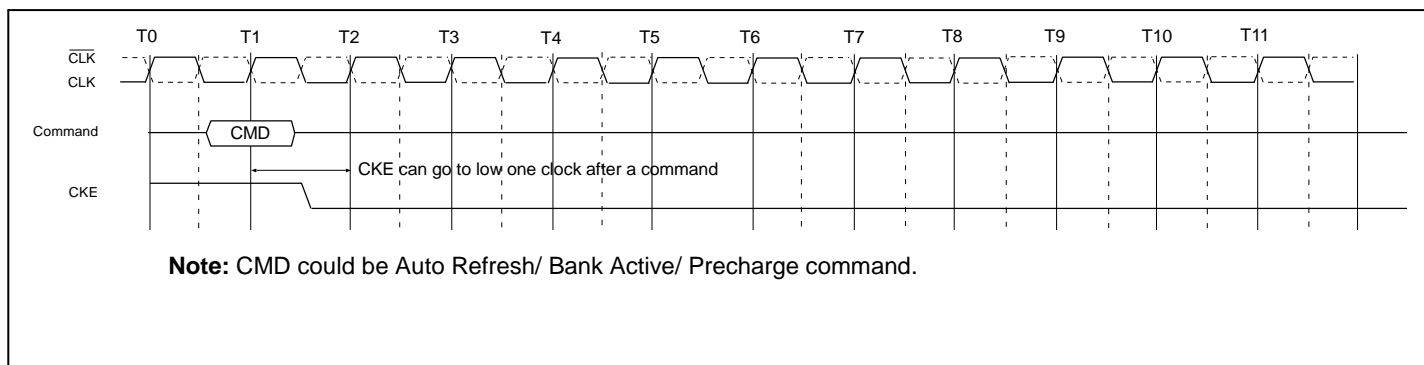 T0 T1 T2 T3 T4 T5 T6 T7 T8 T9 T10 T11
CLK
CLK
Command CMD
CKE can go to low one clock after a command
CKE
Note: CMD could be Auto Refresh/ Bank Active/ Precharge command.